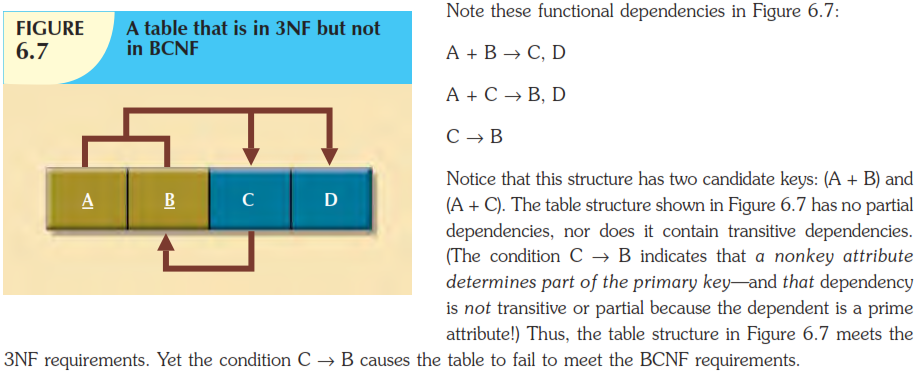 FIGURE
6.7
A table that is in 3NF but not
in BCNF
A
B
C
D
Note these functional dependencies in Figure 6.7:
A + B → C, D
A + C → B, D
C → B
Notice that this structure has two candidate keys: (A + B) and
(A + C). The table structure shown in Figure 6.7 has no partial
dependencies, nor does it contain transitive dependencies.
(The condition C → B indicates that a nonkey attribute
determines part of the primary key—and that dependency
is not transitive or partial because the dependent is a prime
attribute!) Thus, the table structure in Figure 6.7 meets the
3NF requirements. Yet the condition C → B causes the table to fail to meet the BCNF requirements.